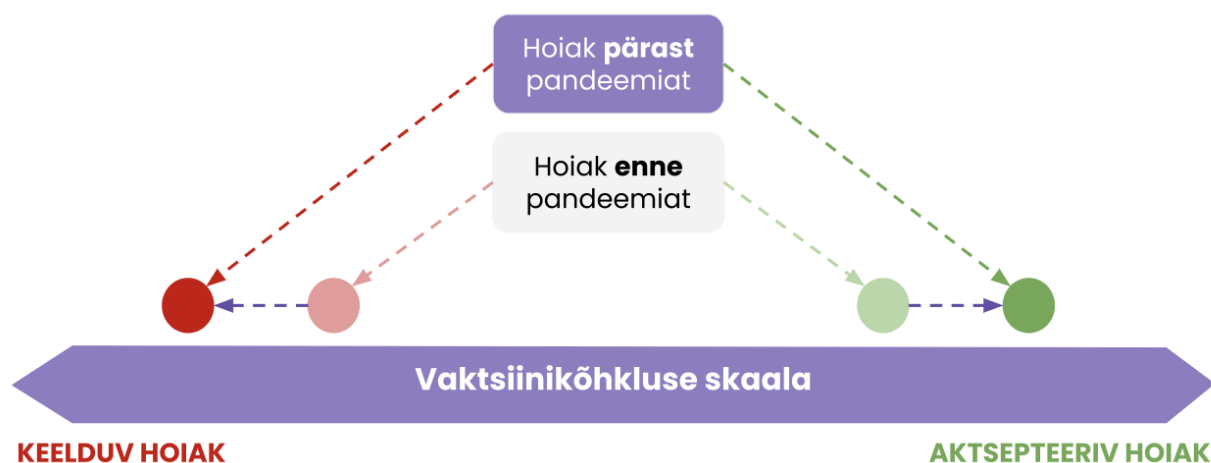 Hoiak pärast
pandeemiat
Hoiak enne
pandeemiat
Vaktsiinikõhkluse skaala
KEELDUV HOIAK
AKTSEPTEERIV HOIAK